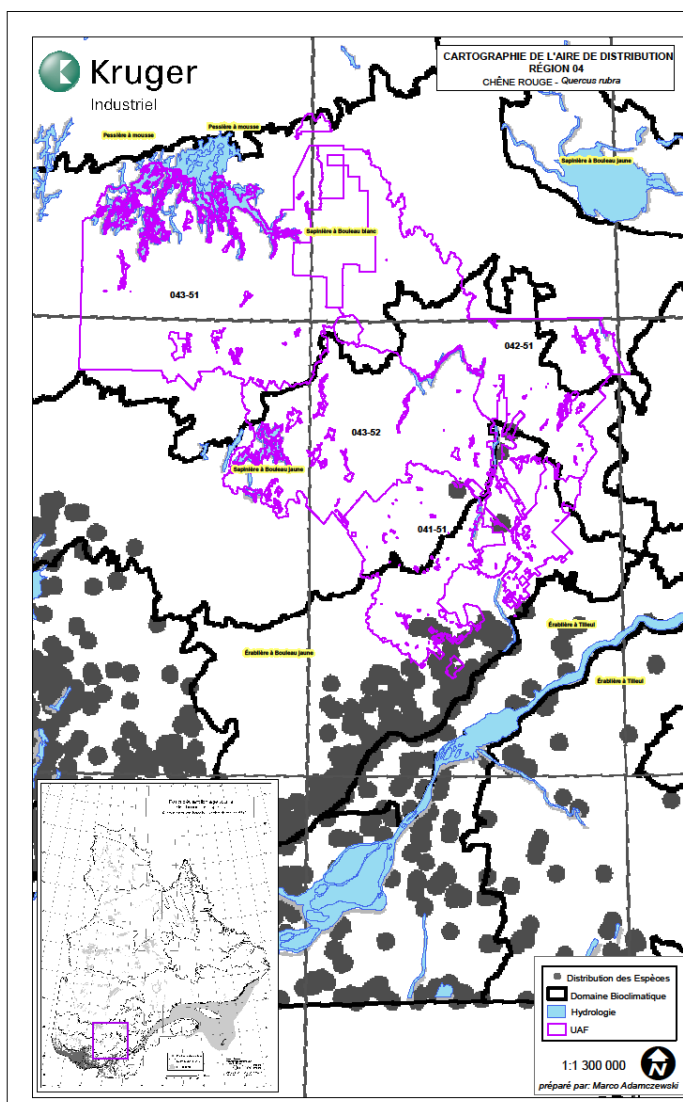 Kruger
Industriel
CARTOGRAPHIE DE L'AIRE DE DISTRIBUTION
RÉGION 04
CHÊNE ROUGE - Quercus rubra
Pessière à mousse
Pessière à mousse
Sapinière à Bouleau jaune
Sapinière à Bouleau blanc
043-51
042-51
043-52
Sapinière à Bouleau jaune
041-51
Érablière à Tilleul
Érablière à Bouleau jaune
Érablière à Tilleul
Distribution des Espèces
Domaine Bioclimatique
Hydrologie
UAF
1:1 300 000
N
préparé par: Marco Adamczewski